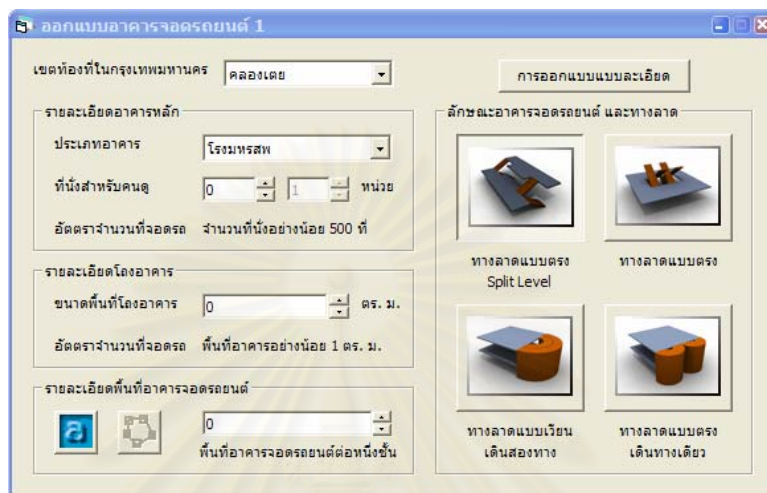 ออกแบบอาคารจอดรถยนต์ 1
เขตท้องที่ในกรุงเทพมหานคร
คลองเตย
การออกแบบแบบละเอียด
รายละเอียดอาคารหลัก
ประเภทอาคาร
โรงมหรสพ
ที่นั่งสำหรับคนดู
0
1
หน่วย
อัตตราจำนวนที่จอดรถ
จำนวนที่นั่งอย่างน้อย 500 ที่
รายละเอียดโถงอาคาร
ขนาดพื้นที่โถงอาคาร
0
ตร. ม.
อัตตราจำนวนที่จอดรถ
พื้นที่อาคารอย่างน้อย 1 ตร. ม.
รายละเอียดพื้นที่อาคารจอดรถยนต์
a
0
พื้นที่อาคารจอดรถยนต์ต่อหนึ่งชั้น
ลักษณะอาคารจอดรถยนต์ และทางลาด
ทางลาดแบบตรง
Split Level
ทางลาดแบบตรง
ทางลาดแบบเวียน
เดินสองทาง
ทางลาดแบบตรง
เดินทางเดียว